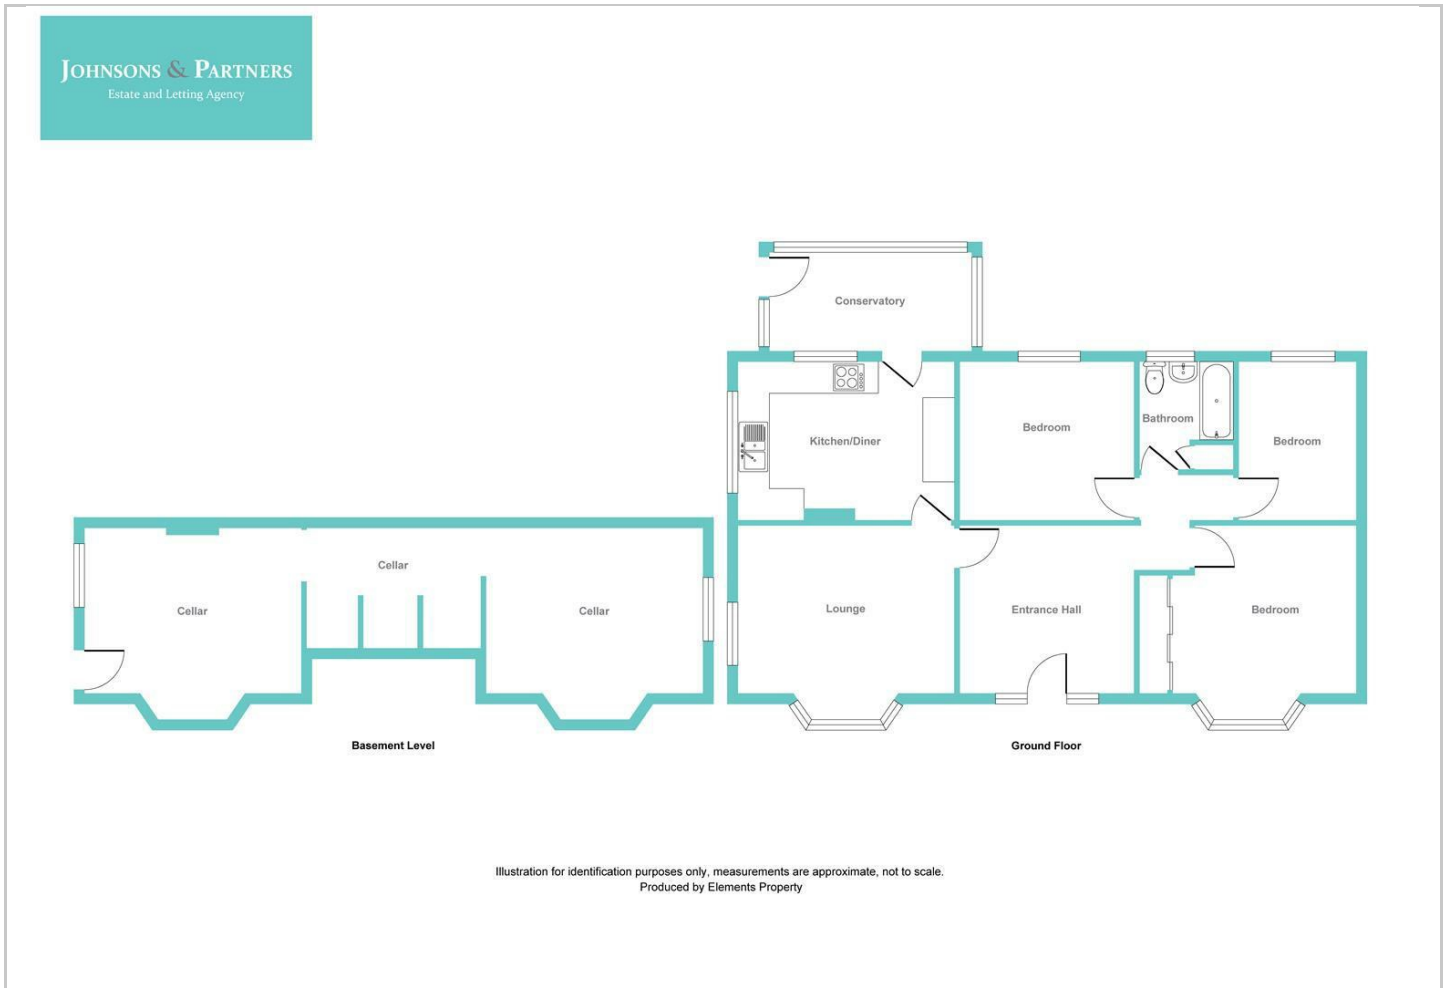 JOHNSONS & PARTNERS
Estate and Letting Agency
Conservatory
Kitchen/Diner
Bedroom
Bathroom
Bedroom
Cellar
Cellar
Cellar
Lounge
Entrance Hall
Bedroom
Basement Level
Ground Floor
Illustration for identification purposes only, measurements are approximate, not to scale.
Produced by Elements Property